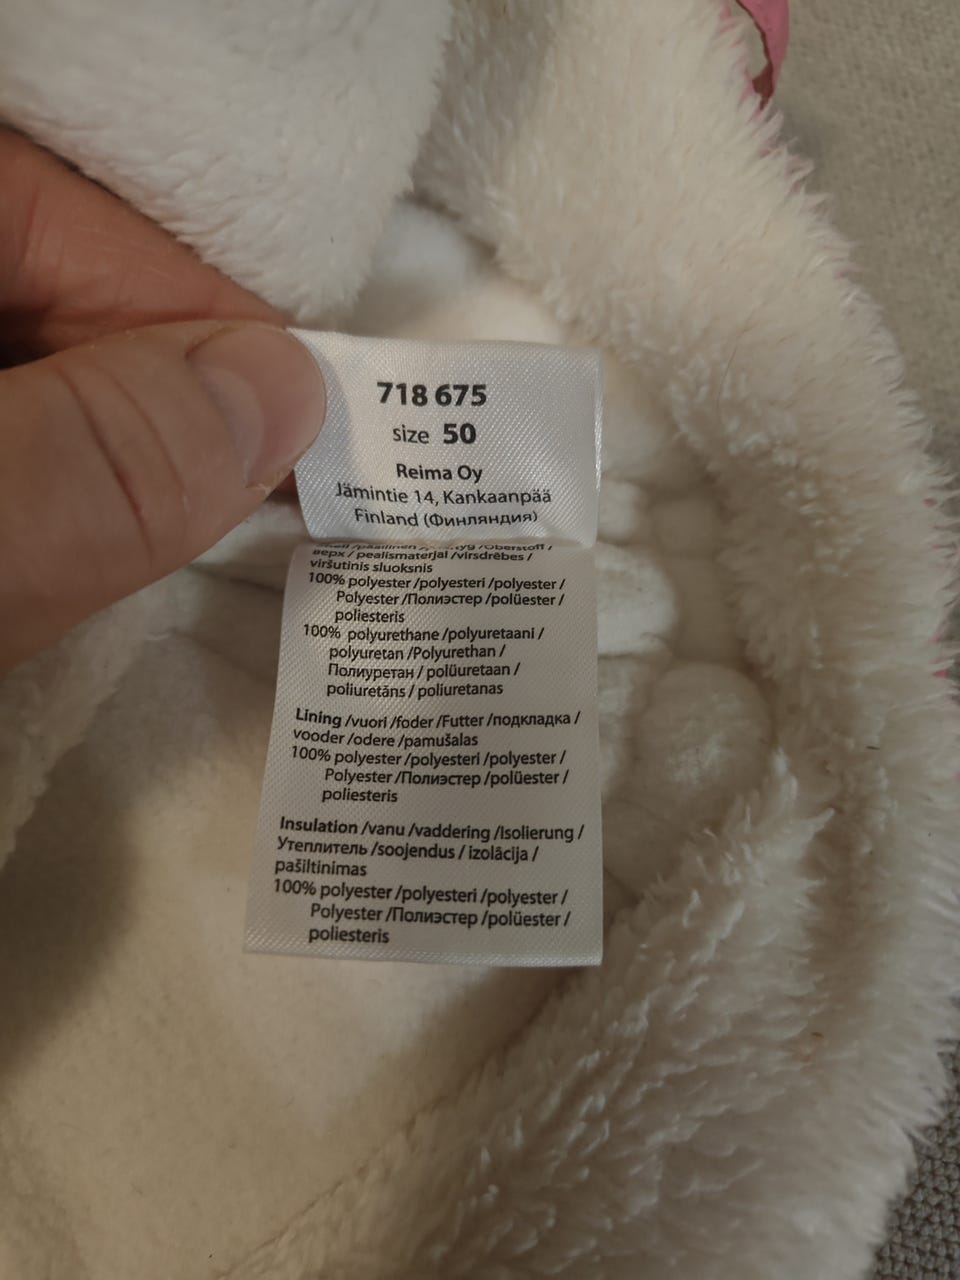 718 675
size 50
Reima Oy
Jämintie 14, Kankaanpää
Finland (Финляндия)
/Oberstoff /
верх / pealismaterjal /virsdrēbes /
viršutinis sluoksnis
100% polyester /polyesteri /polyester /
Polyester /Полиэстер /polüester /
poliesteris
100% polyurethane /polyuretaani /
polyuretan /Polyurethan /
Полиуретан / polüuretaan /
poliuretāns / poliuretanas
Lining /vuori /foder /Futter /подкладка /
vooder /odere /pamušalas
100% polyester /polyesteri /polyester /
Polyester /Полиэстер /polüester /
poliesteris
Insulation /vanu /vaddering /Isolierung /
Утеплитель /soojendus / izolācija /
pašiltinimas
100% polyester /polyesteri /polyester /
Polyester /Полиэстер /polüester /
poliesteris